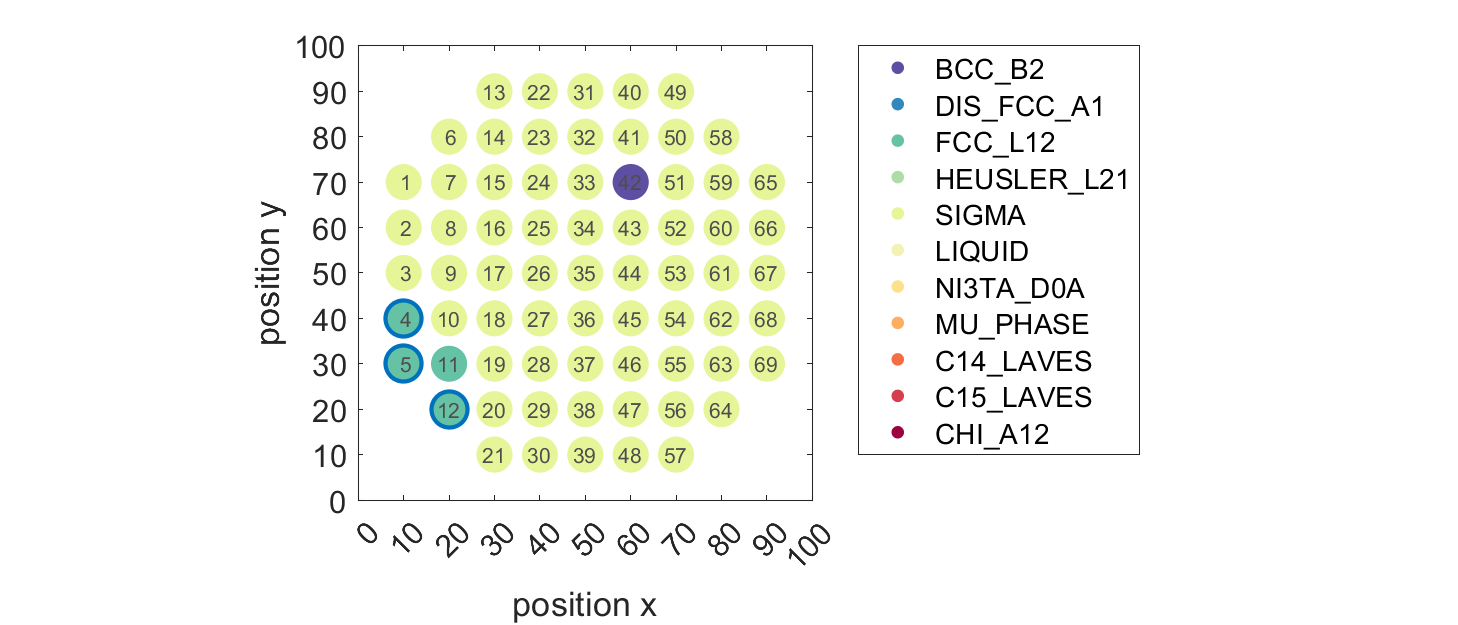 100
90
80
70
60
50
40
30
20
10
0
position y
13 22 31 40 49
6 14 23 32 41 50 58
1 7 15 24 33 42 51 59 65
2 8 16 25 34 43 52 60 66
3 9 17 26 35 44 53 61 67
4 10 18 27 36 45 54 62 68
5 11 19 28 37 46 55 63 69
12 20 29 38 47 56 64
21 30 39 48 57
0 10 20 30 40 50 60 70 80 90 100
position x
BCC_B2
DIS_FCC_A1
FCC_L12
HEUSLER_L21
SIGMA
LIQUID
NI3TA_D0A
MU_PHASE
C14_LAVES
C15_LAVES
CHI_A12